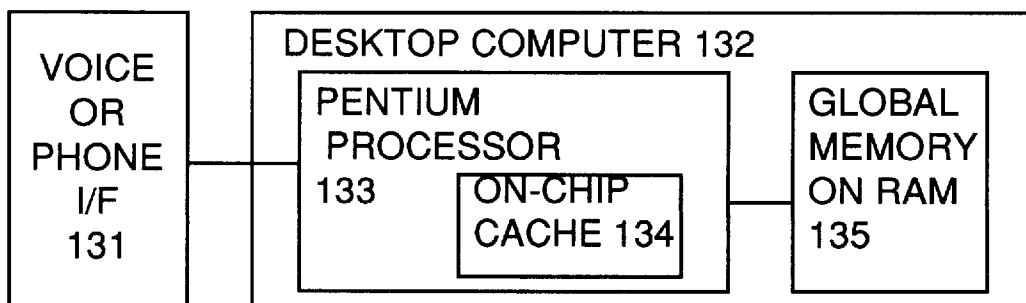 VOICE
OR
PHONE
I/F
131
DESKTOP COMPUTER 132
PENTIUM
PROCESSOR
133
ON-CHIP
CACHE 134
GLOBAL
MEMORY
ON RAM
135